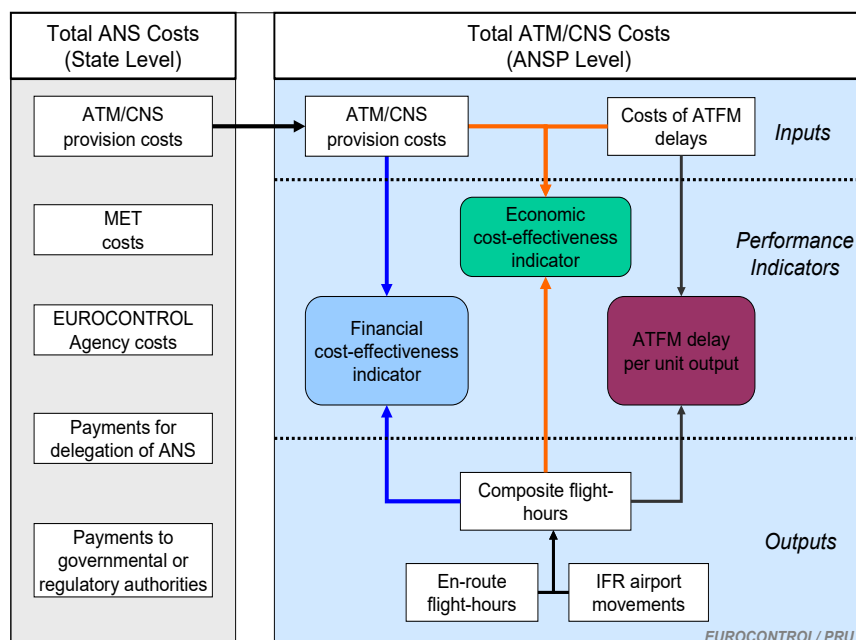 Total ANS Costs
(State Level)
Total ATM/CNS Costs
(ANSP Level)
ATM/CNS
provision costs
MET
costs
EUROCONTROL
Agency costs
Payments for
delegation of ANS
Payments to
governmental or
regulatory authorities
ATM/CNS
provision costs
Costs of ATFM
delays
Inputs
Economic
cost-effectiveness
indicator
Performance
Indicators
Financial
cost-effectiveness
indicator
ATFM delay
per unit output
Composite flight-
hours
Outputs
En-route
flight-hours
IFR airport
movements
EUROCONTROL/ PRU